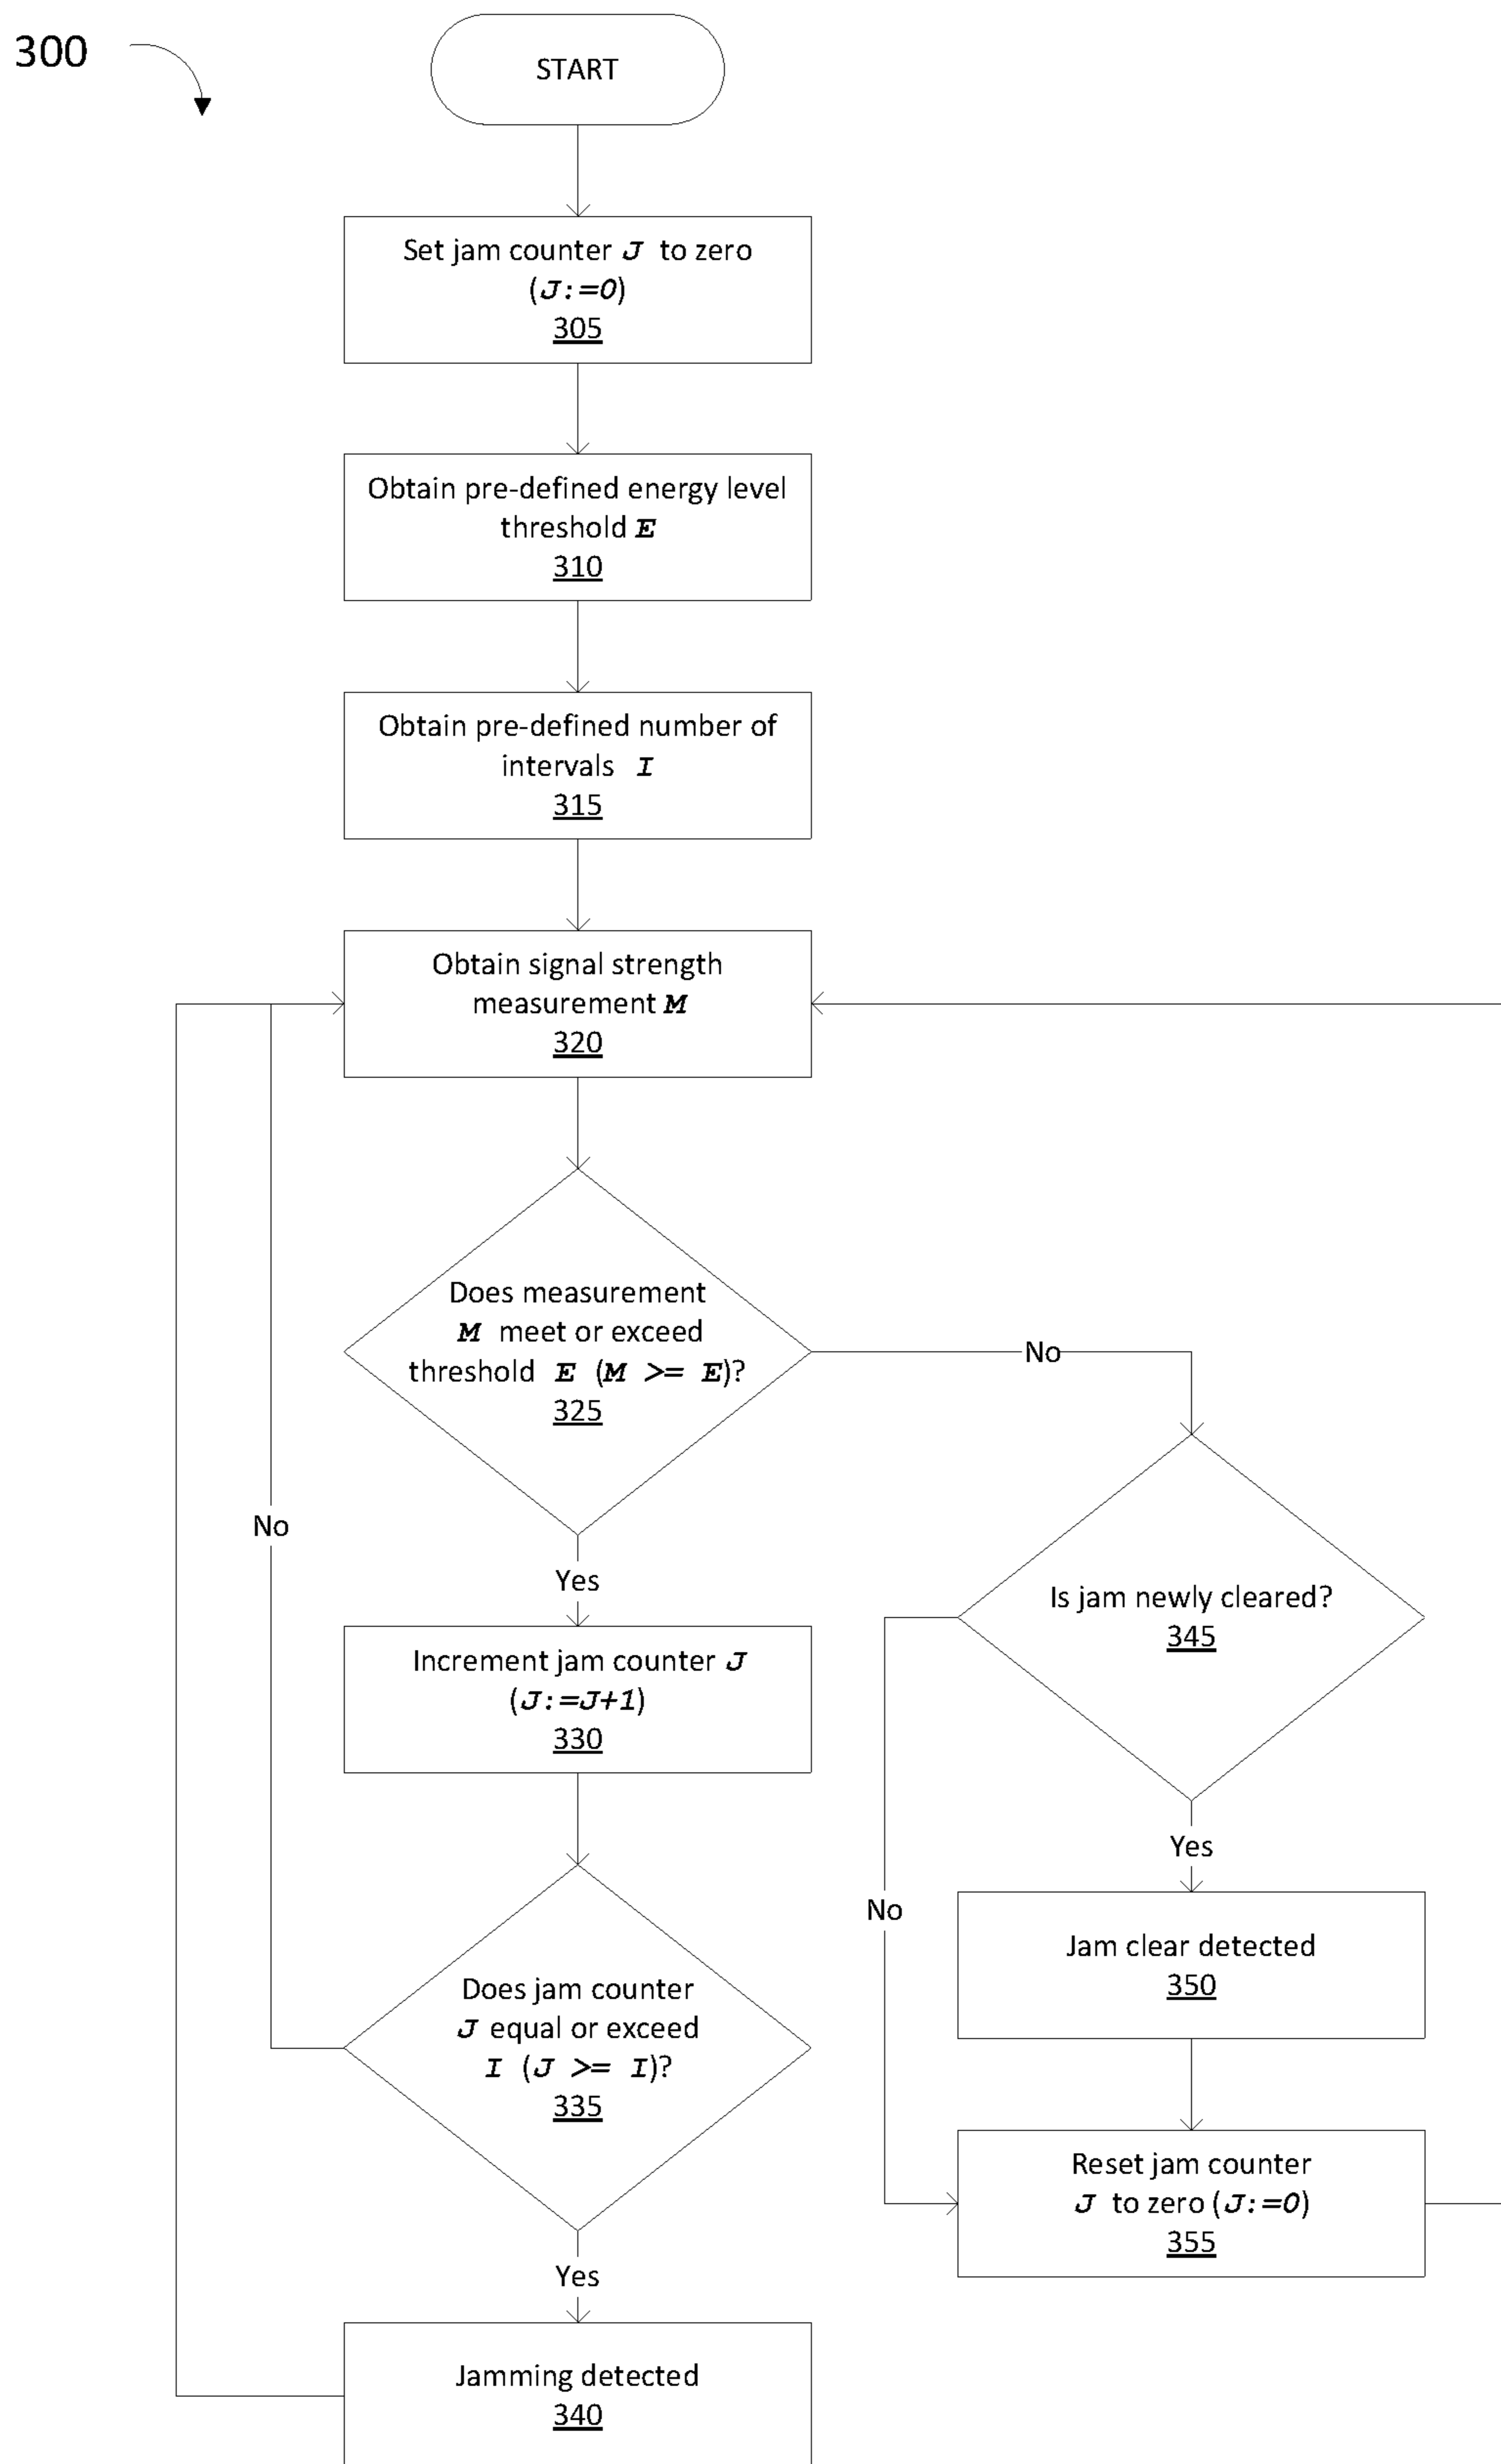 300
START
Set jam counter J to zero
(J:=0)
305
Obtain pre-defined energy level
threshold E
310
Obtain pre-defined number of
intervals I
315
Obtain signal strength
measurement M
320
Does measurement
M meet or exceed
threshold E (M >= E)?
325
No
Yes
Increment jam counter J
(J:=J+1)
330
No
Does jam counter
J equal or exceed
I (J >= I)?
335
Yes
Jamming detected
340
Is jam newly cleared?
345
Yes
No
Jam clear detected
350
Reset jam counter
J to zero (J:=0)
355